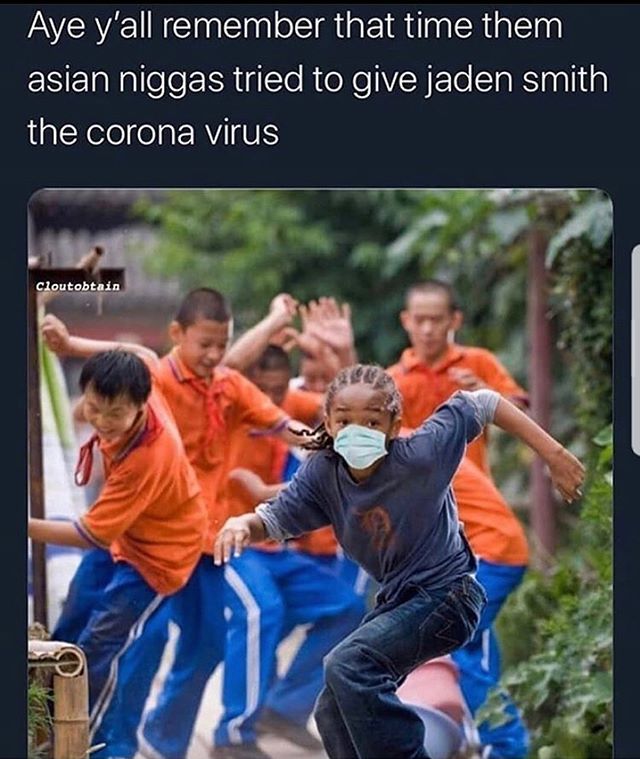 Aye y'all remember that time them
asian niggas tried to give jaden smith
the corona virus
Cloutobtain